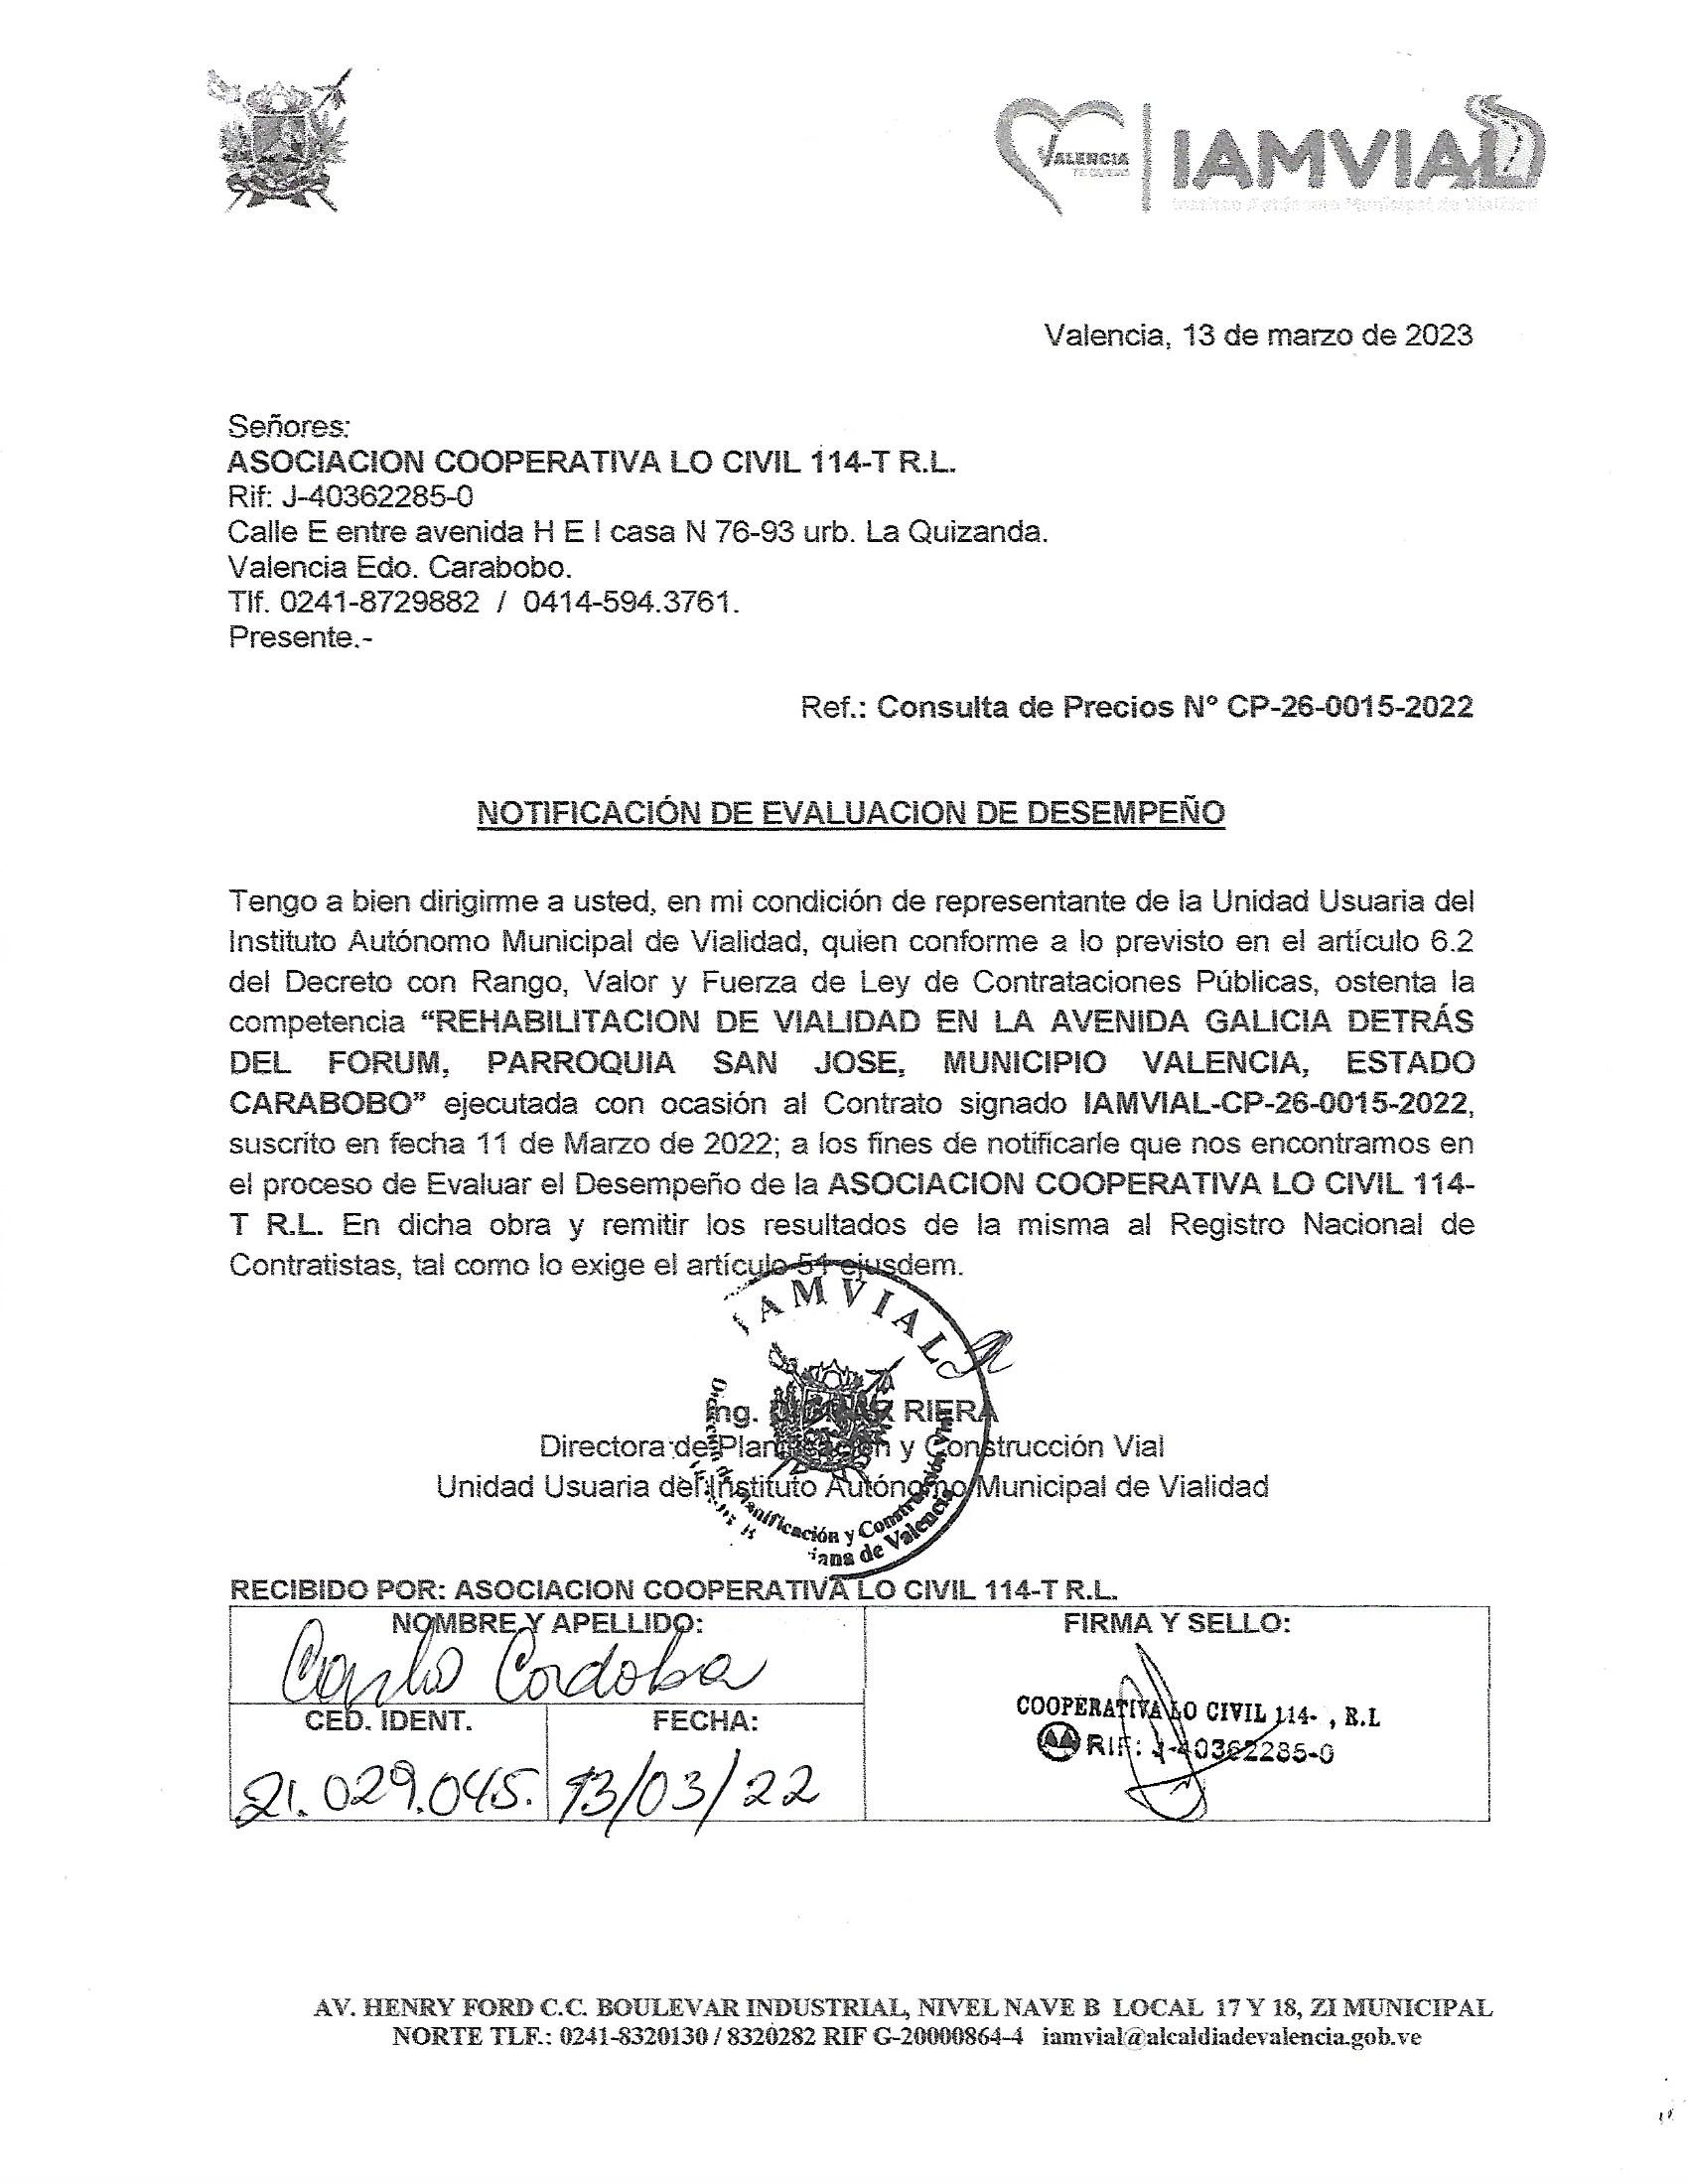 VALENCIA
TE QUIERO
IAMVIAL
Instituto Autónomo Municipal de Vialidad
Valencia, 13 de marzo de 2023
Señores:
ASOCIACION COOPERATIVA LO CIVIL 114-T R.L.
Rif: J-40362285-0
Calle E entre avenida H E I casa N 76-93 urb. La Quizanda.
Valencia Edo. Carabobo.
Tlf. 0241-8729882 / 0414-594.3761.
Presente.-
Ref.: Consulta de Precios N° CP-26-0015-2022
NOTIFICACIÓN DE EVALUACION DE DESEMPEÑO
Tengo a bien dirigirme a usted, en mi condición de representante de la Unidad Usuaria del
Instituto Autónomo Municipal de Vialidad, quien conforme a lo previsto en el artículo 6.2
del Decreto con Rango, Valor y Fuerza de Ley de Contrataciones Públicas, ostenta la
competencia “REHABILITACION DE VIALIDAD EN LA AVENIDA GALICIA DETRÁS
DEL FORUM, PARROQUIA SAN JOSE, MUNICIPIO VALENCIA, ESTADO
CARABOBO” ejecutada con ocasión al Contrato signado IAMVIAL-CP-26-0015-2022,
suscrito en fecha 11 de Marzo de 2022; a los fines de notificarle que nos encontramos en
el proceso de Evaluar el Desempeño de la ASOCIACION COOPERATIVA LO CIVIL 114-
T R.L. En dicha obra y remitir los resultados de la misma al Registro Nacional de
Contratistas, tal como lo exige el artículo 51 ejusdem.
IAMVIAL
Ing. RIERA
Directora de Planificación y Construcción Vial
Unidad Usuaria del Instituto Autónomo Municipal de Vialidad
Dirección de Planificación y Construcción Vial
de Valencia
RECIBIDO POR: ASOCIACION COOPERATIVA LO CIVIL 114-T R.L.
NOMBRE Y APELLIDO:
Carlos Cordoba
FIRMA Y SELLO:
COOPERATIVA LO CIVIL 114- , R.L
RIF: J-40362285-0
CED. IDENT.
21.029.045.
FECHA:
13/03/22
AV. HENRY FORD C.C. BOULEVAR INDUSTRIAL, NIVEL NAVE B LOCAL 17 Y 18, ZI MUNICIPAL
NORTE TLF.: 0241-8320130 / 8320282 RIF G-20000864-4 iamvial@alcaldiadevalencia.gob.ve